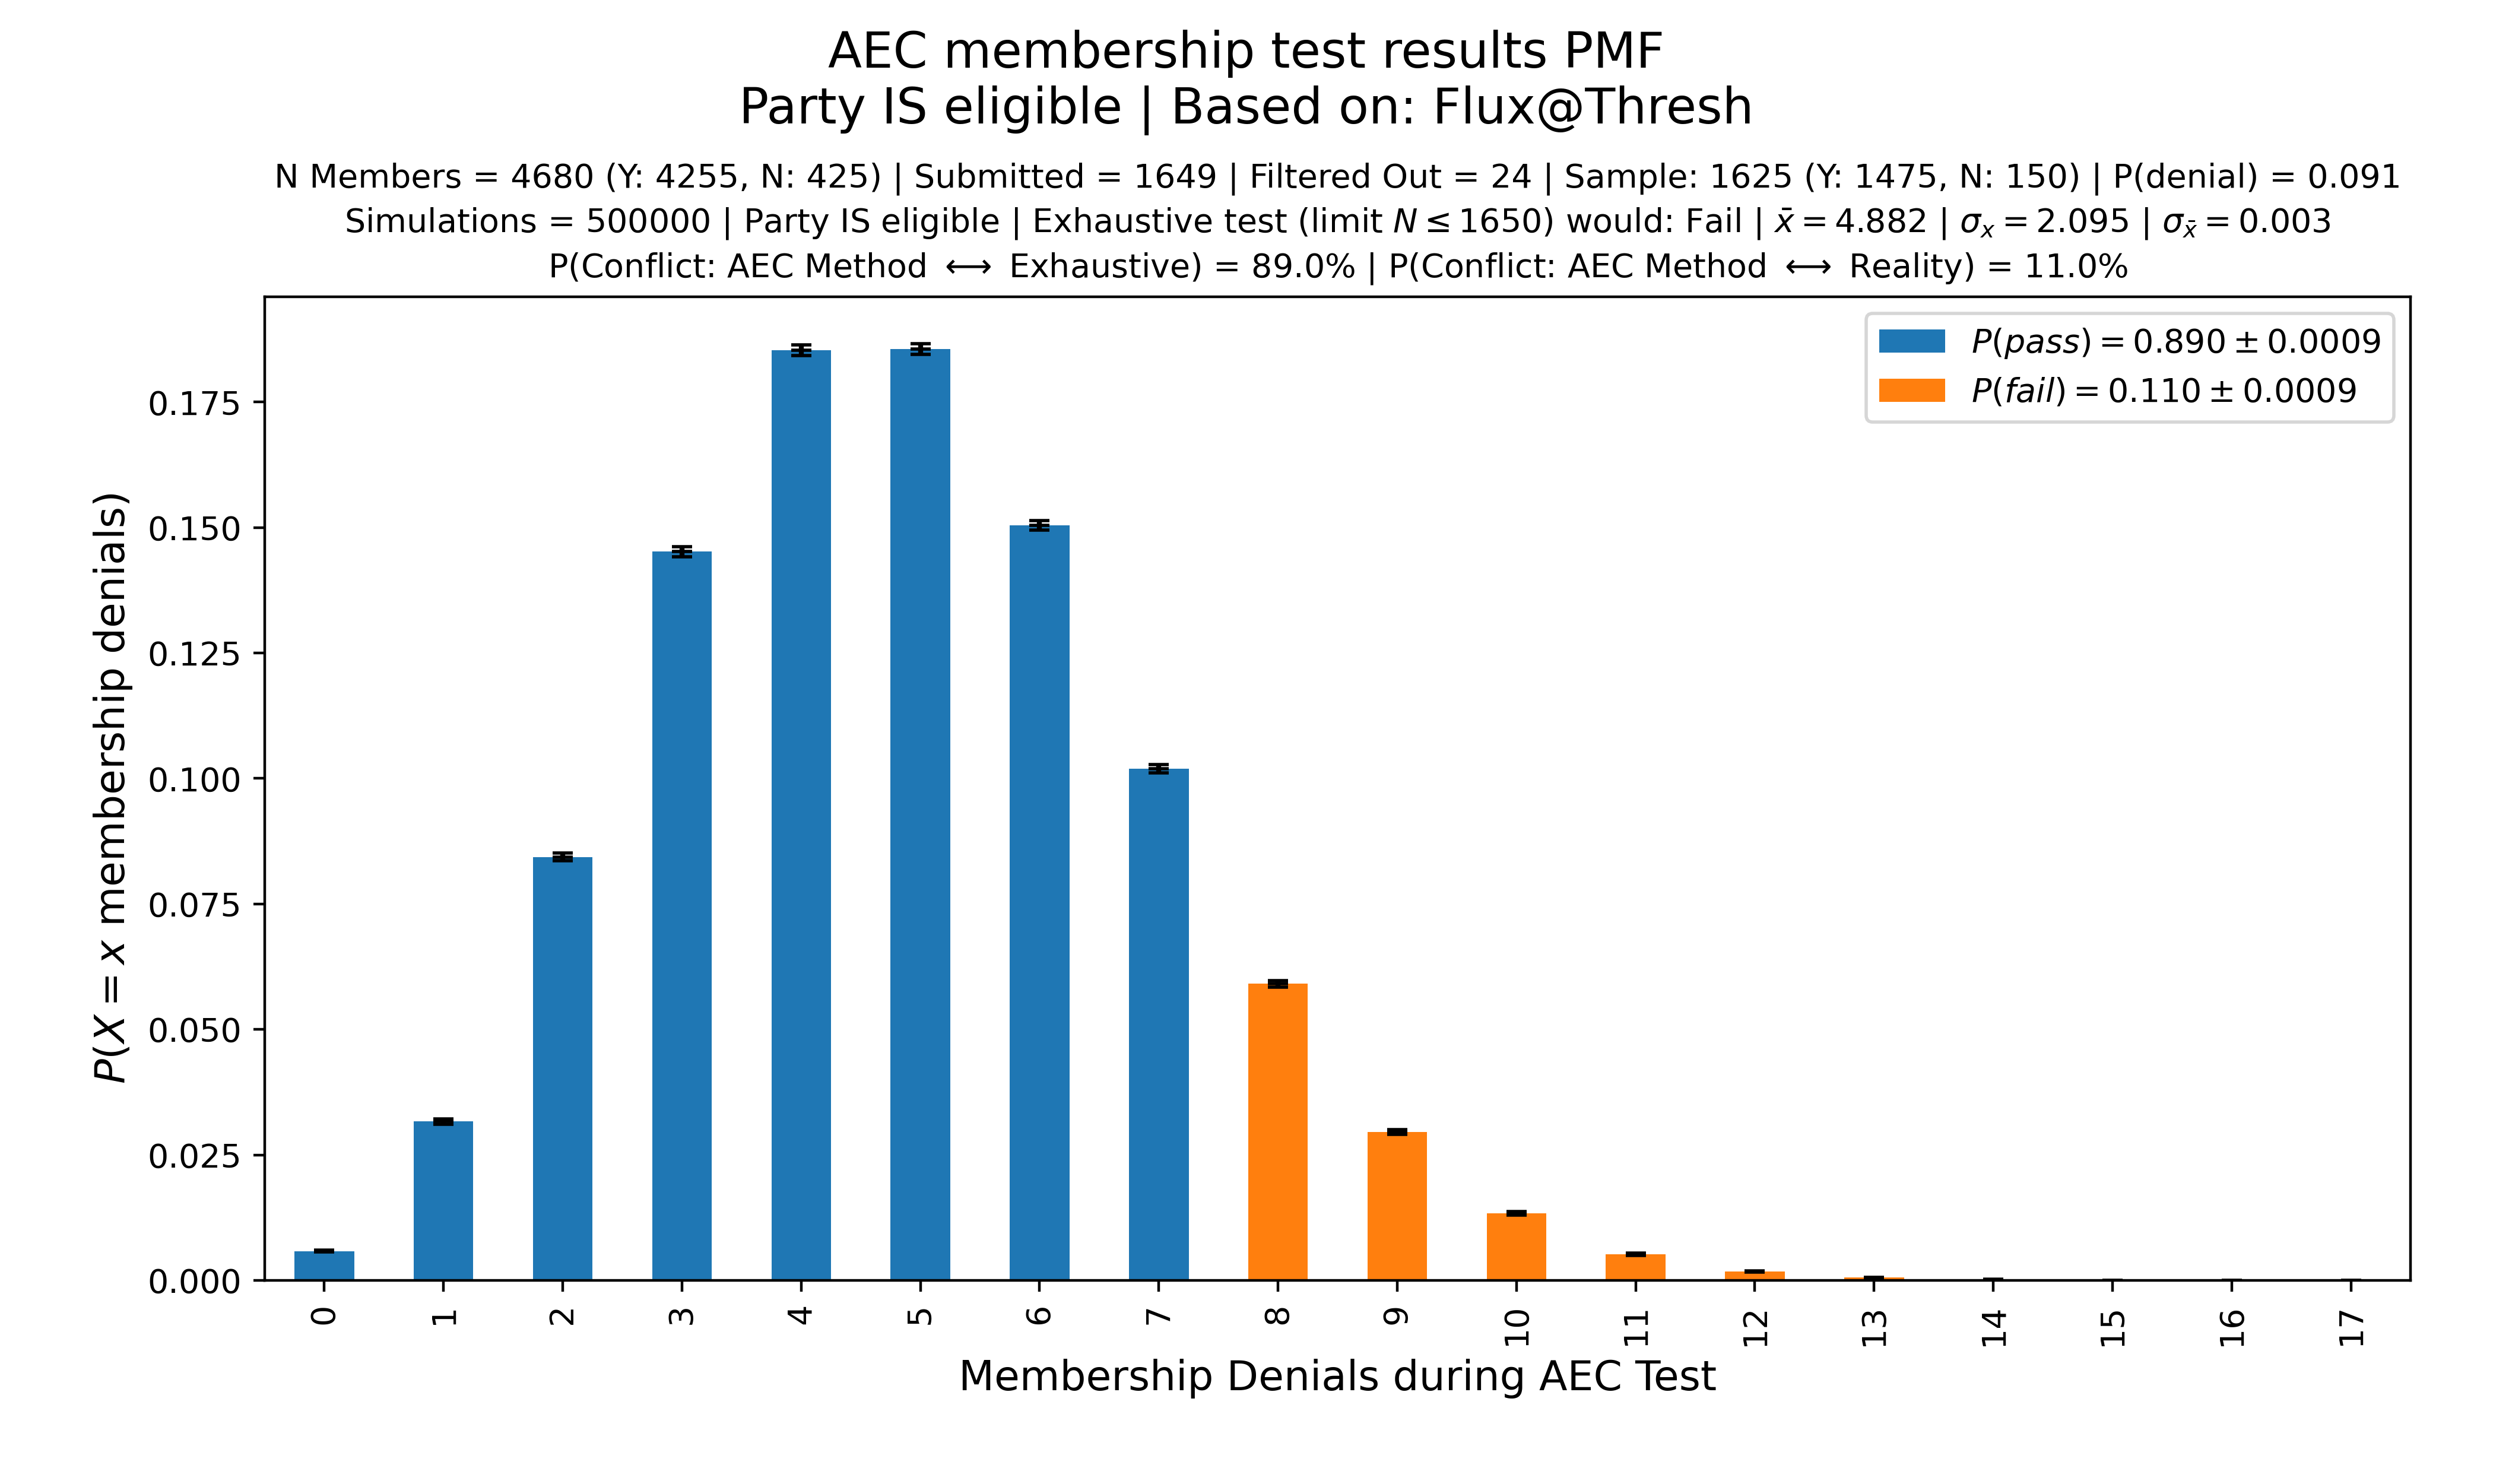 AEC membership test results PMF
Party IS eligible | Based on: Flux@Thresh
N Members = 4680 (Y: 4255, N: 425) | Submitted = 1649 | Filtered Out = 24 | Sample: 1625 (Y: 1475, N: 150) | P(denial) = 0.091
Simulations = 500000 | Party IS eligible | Exhaustive test (limit N ≤ 1650) would: Fail | x̄ = 4.882 | σₓ = 2.095 | σ_x̄ = 0.003
P(Conflict: AEC Method ⟷ Exhaustive) = 89.0% | P(Conflict: AEC Method ⟷ Reality) = 11.0%
P(pass) = 0.890 ± 0.0009
P(fail) = 0.110 ± 0.0009
P(X = x membership denials)
0.175
0.150
0.125
0.100
0.075
0.050
0.025
0.000
0 1 2 3 4 5 6 7 8 9 10 11 12 13 14 15 16 17
Membership Denials during AEC Test